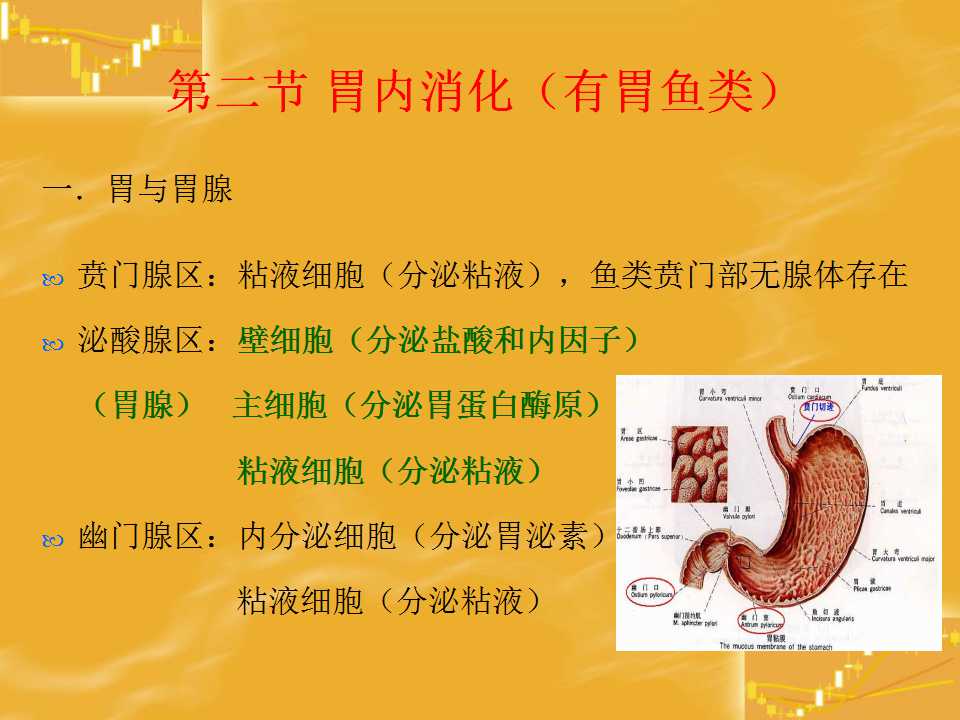 第二节 胃内消化（有胃鱼类）
一．胃与胃腺
贲门腺区：粘液细胞（分泌粘液），鱼类贲门部无腺体存在
泌酸腺区：壁细胞（分泌盐酸和内因子）
（胃腺） 主细胞（分泌胃蛋白酶原）
粘液细胞（分泌粘液）
幽门腺区：内分泌细胞（分泌胃泌素）
粘液细胞（分泌粘液）
胃小弯
Curvatura ventriculi minor
贲门口
Ostium cardiacum
胃底
Fundus ventriculi
贲门切迹
胃区
Areae gastricae
胃小凹
Foveolae gastricae
幽门瓣
Valvula pylori
十二指肠上部
Duodenum (Pars superior)
胃道
Canales ventriculi
胃大弯
Curvatura ventriculi major
胃襞
Plicae gastricae
角切迹
Incisura angularis
幽门口
Ostium pyloricum
幽门括约肌
M. sphincter pylori
幽门窦
Antrum pyloricum
胃粘膜
The mucous membrane of the stomach